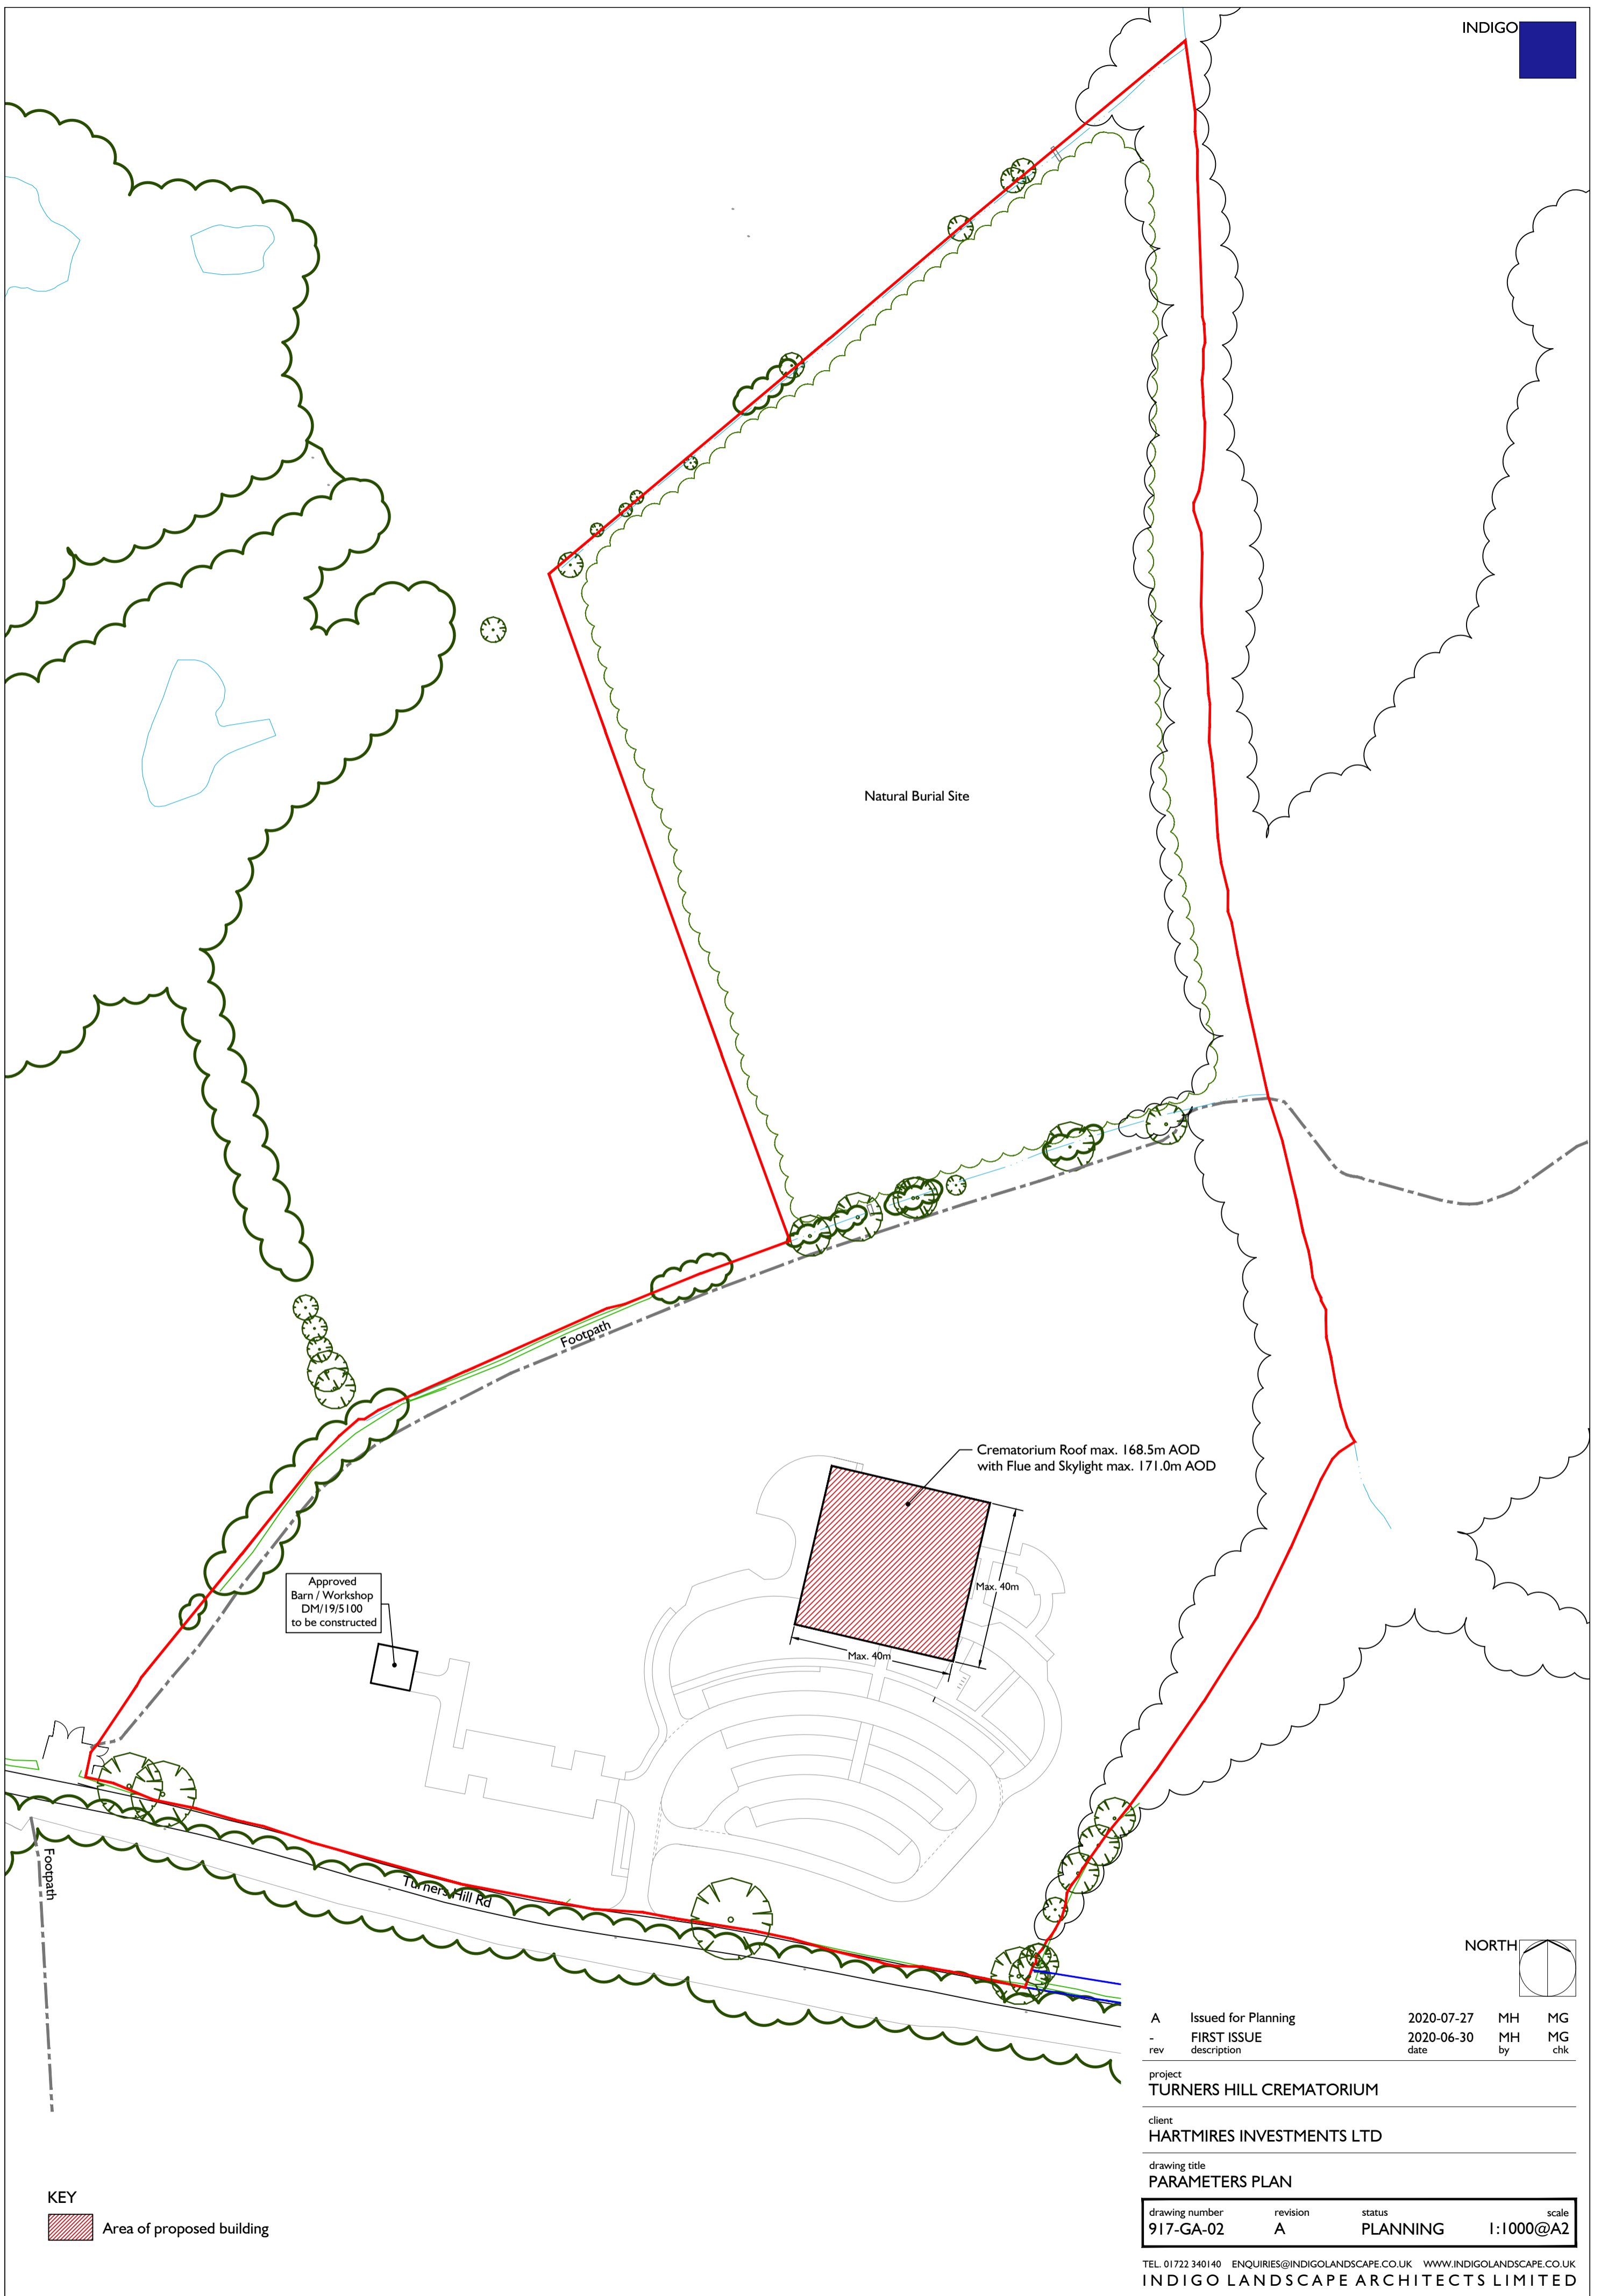 INDIGO
Natural Burial Site
Footpath
Crematorium Roof max. 168.5m AOD
with Flue and Skylight max. 171.0m AOD
Max. 40m
Max. 40m
Approved
Barn / Workshop
DM/19/5100
to be constructed
Footpath
Turners Hill Rd
NORTH
A Issued for Planning 2020-07-27 MH MG
- FIRST ISSUE 2020-06-30 MH MG
rev description date by chk
project
TURNERS HILL CREMATORIUM
client
HARTMIRES INVESTMENTS LTD
drawing title
PARAMETERS PLAN
drawing number revision status scale
917-GA-02 A PLANNING 1:1000@A2
TEL. 01722 340140 ENQUIRIES@INDIGOLANDSCAPE.CO.UK WWW.INDIGOLANDSCAPE.CO.UK
INDIGO LANDSCAPE ARCHITECTS LIMITED
KEY
Area of proposed building